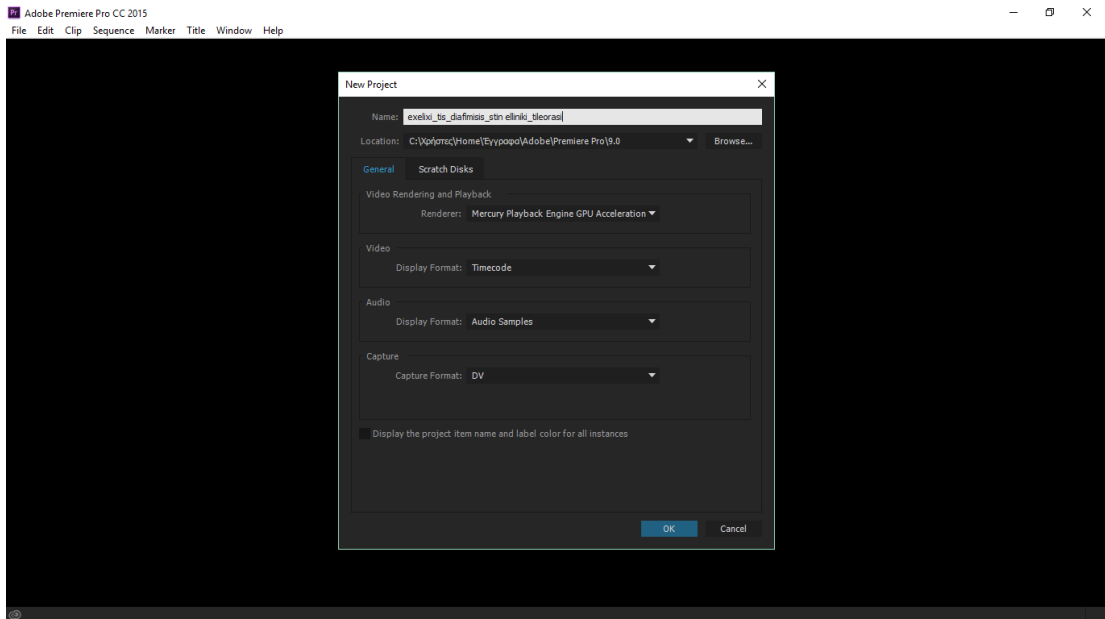 Pr Adobe Premiere Pro CC 2015
File Edit Clip Sequence Marker Title Window Help
New Project
Name: exelixi_tis_diafimisis_stin elliniki_tileorasi
Location: C:\Χρήστες\Home\Έγγραφα\Adobe\Premiere Pro\9.0 Browse...
General Scratch Disks
Video Rendering and Playback
Renderer: Mercury Playback Engine GPU Acceleration
Video
Display Format: Timecode
Audio
Display Format: Audio Samples
Capture
Capture Format: DV
Display the project item name and label color for all instances
OK Cancel